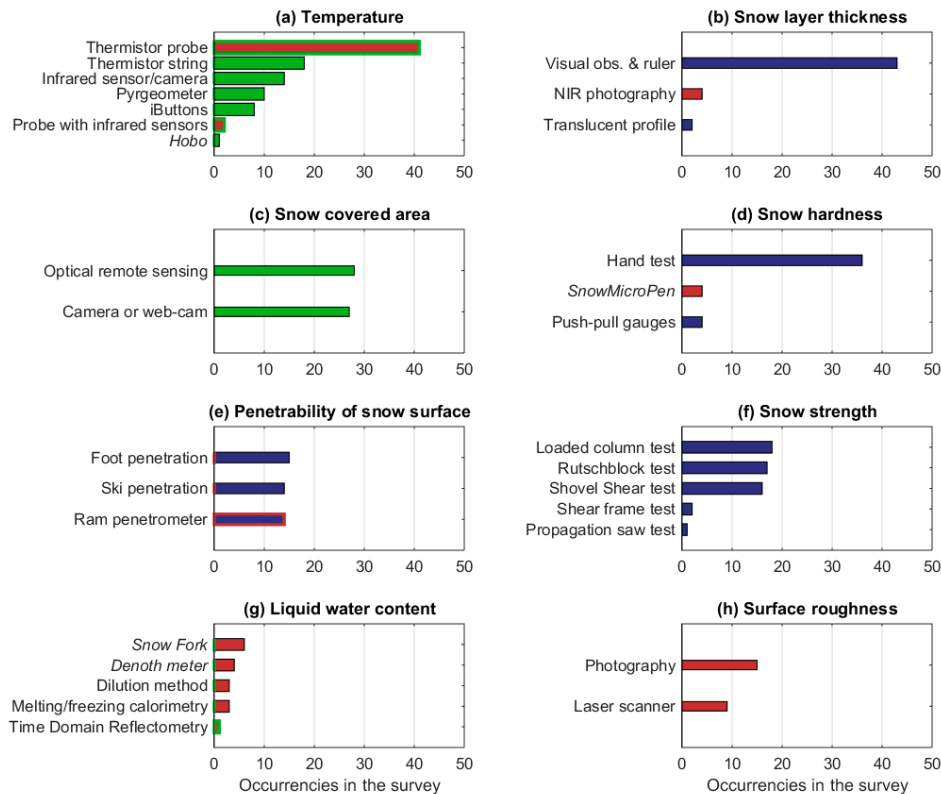 (a) Temperature
Thermistor probe
Thermistor string
Infrared sensor/camera
Pyrgeometer
iButtons
Probe with infrared sensors
Hobo
0 10 20 30 40 50
(b) Snow layer thickness
Visual obs. & ruler
NIR photography
Translucent profile
0 10 20 30 40 50
(c) Snow covered area
Optical remote sensing
Camera or web-cam
0 10 20 30 40 50
(d) Snow hardness
Hand test
SnowMicroPen
Push-pull gauges
0 10 20 30 40 50
(e) Penetrability of snow surface
Foot penetration
Ski penetration
Ram penetrometer
0 10 20 30 40 50
(f) Snow strength
Loaded column test
Rutschblock test
Shovel Shear test
Shear frame test
Propagation saw test
0 10 20 30 40 50
(g) Liquid water content
Snow Fork
Denoth meter
Dilution method
Melting/freezing calorimetry
Time Domain Reflectometry
0 10 20 30 40 50
Occurrencies in the survey
(h) Surface roughness
Photography
Laser scanner
0 10 20 30 40 50
Occurrencies in the survey